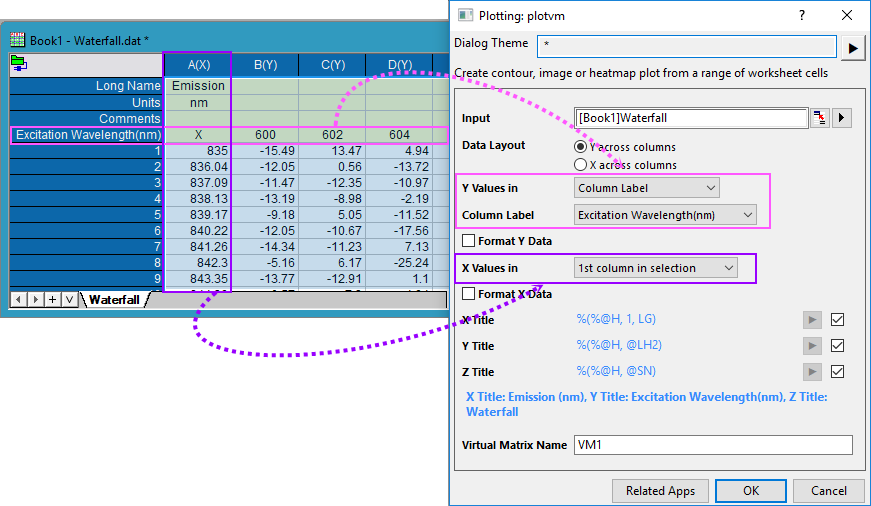 Book1 - Waterfall.dat *
A(X) B(Y) C(Y) D(Y)
Long Name Emission
Units nm
Comments
Excitation Wavelength(nm) X 600 602 604
1 835 -15.49 13.47 4.94
2 836.04 -12.05 0.56 -13.72
3 837.09 -11.47 -12.35 -10.97
4 838.13 -13.19 -8.98 -2.19
5 839.17 -9.18 5.05 -11.52
6 840.22 -12.05 -10.67 -17.56
7 841.26 -14.34 -11.23 7.13
8 842.3 -5.16 6.17 -25.24
9 843.35 -13.77 -12.91 1.1
Waterfall
Plotting: plotvm
Dialog Theme *
Create contour, image or heatmap plot from a range of worksheet cells
Input [Book1]Waterfall
Data Layout Y across columns
X across columns
Y Values in Column Label
Column Label Excitation Wavelength(nm)
Format Y Data
X Values in 1st column in selection
Format X Data
X Title %(%@H, 1, LG)
Y Title %(%@H, @LH2)
Z Title %(%@H, @SN)
X Title: Emission (nm), Y Title: Excitation Wavelength(nm), Z Title:
Waterfall
Virtual Matrix Name VM1
Related Apps OK Cancel